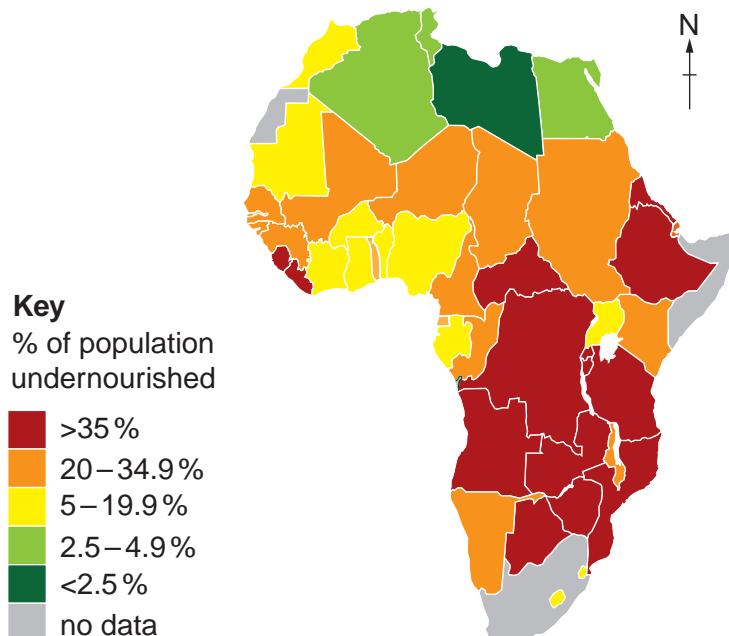 N
Key
% of population
undernourished
>35 %
20 – 34.9 %
5 – 19.9 %
2.5 – 4.9 %
<2.5 %
no data